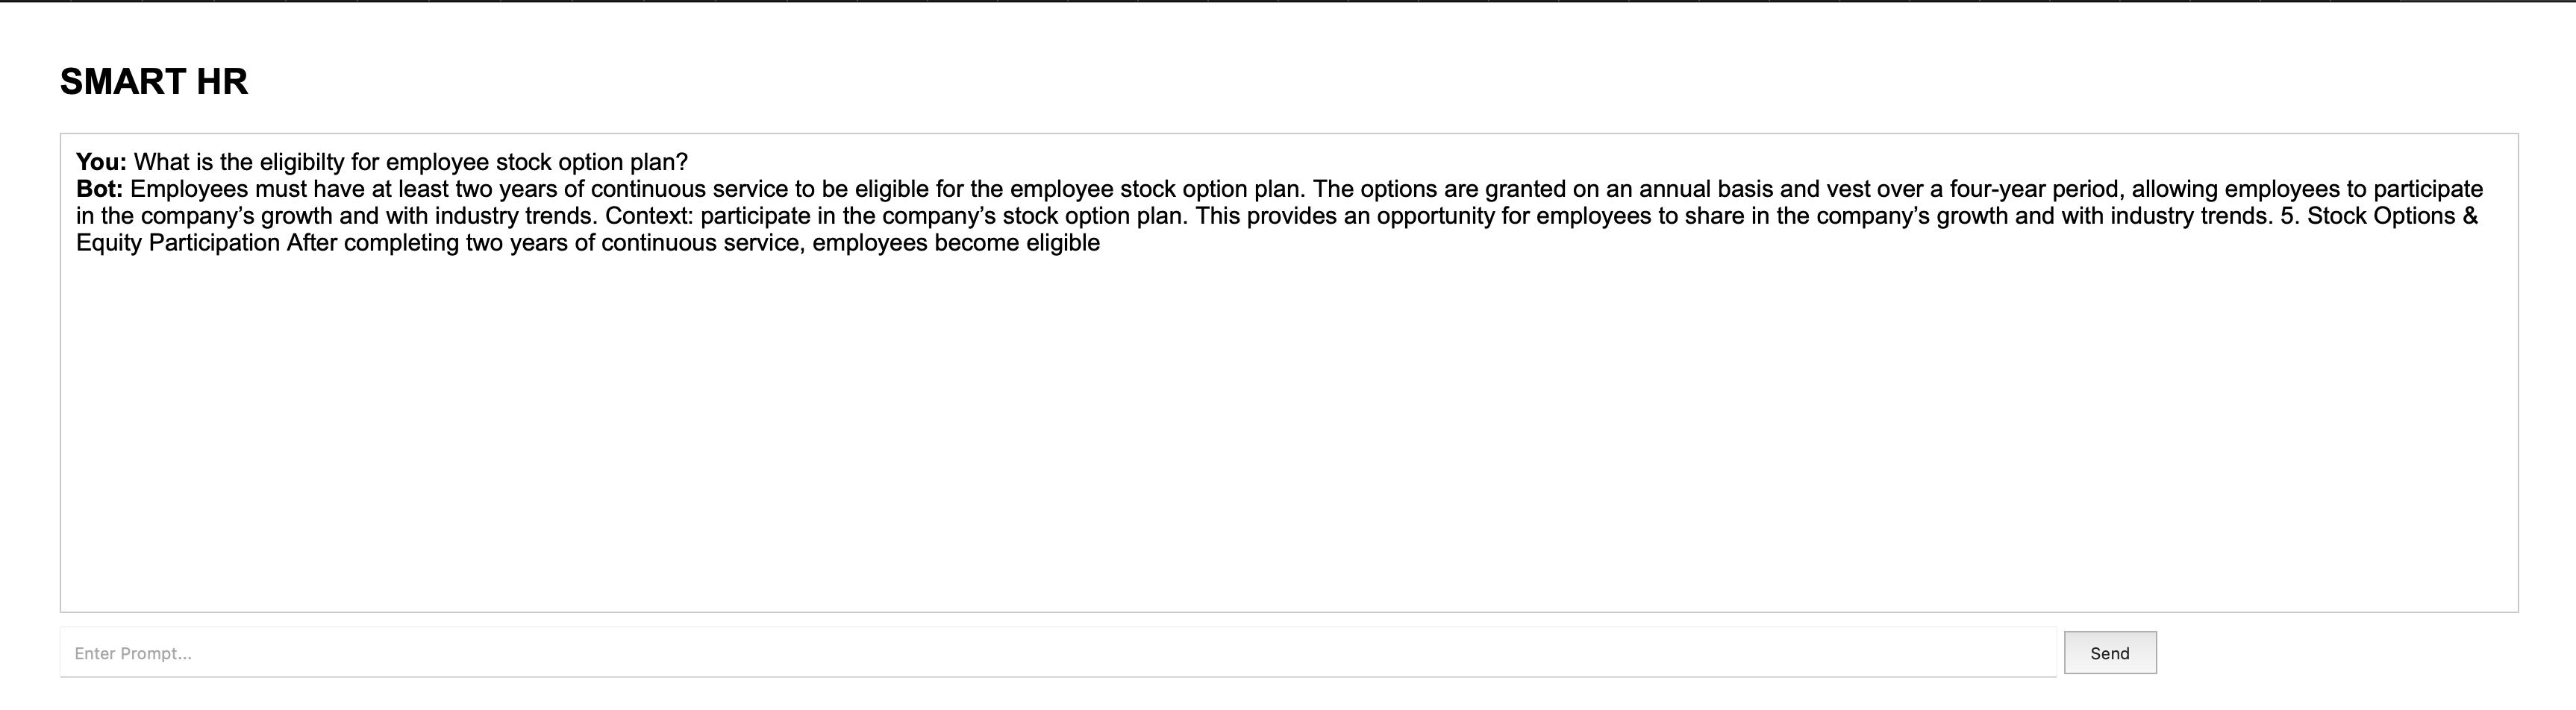 SMART HR
You: What is the eligibilty for employee stock option plan?
Bot: Employees must have at least two years of continuous service to be eligible for the employee stock option plan. The options are granted on an annual basis and vest over a four-year period, allowing employees to participate
in the company’s growth and with industry trends. Context: participate in the company’s stock option plan. This provides an opportunity for employees to share in the company’s growth and with industry trends. 5. Stock Options &
Equity Participation After completing two years of continuous service, employees become eligible
Enter Prompt... Send